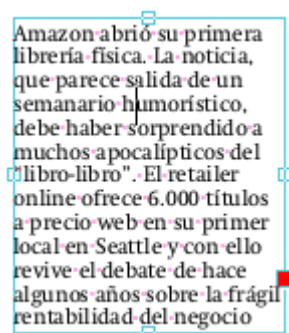 Amazon abrió su primera
librería física. La noticia,
que parece salida de un
semanario humorístico,
debe haber sorprendido a
muchos apocalípticos del
"libro-libro". El retailer
online ofrece 6.000 títulos
a precio web en su primer
local en Seattle y con ello
revive el debate de hace
algunos años sobre la frágil
rentabilidad del negocio